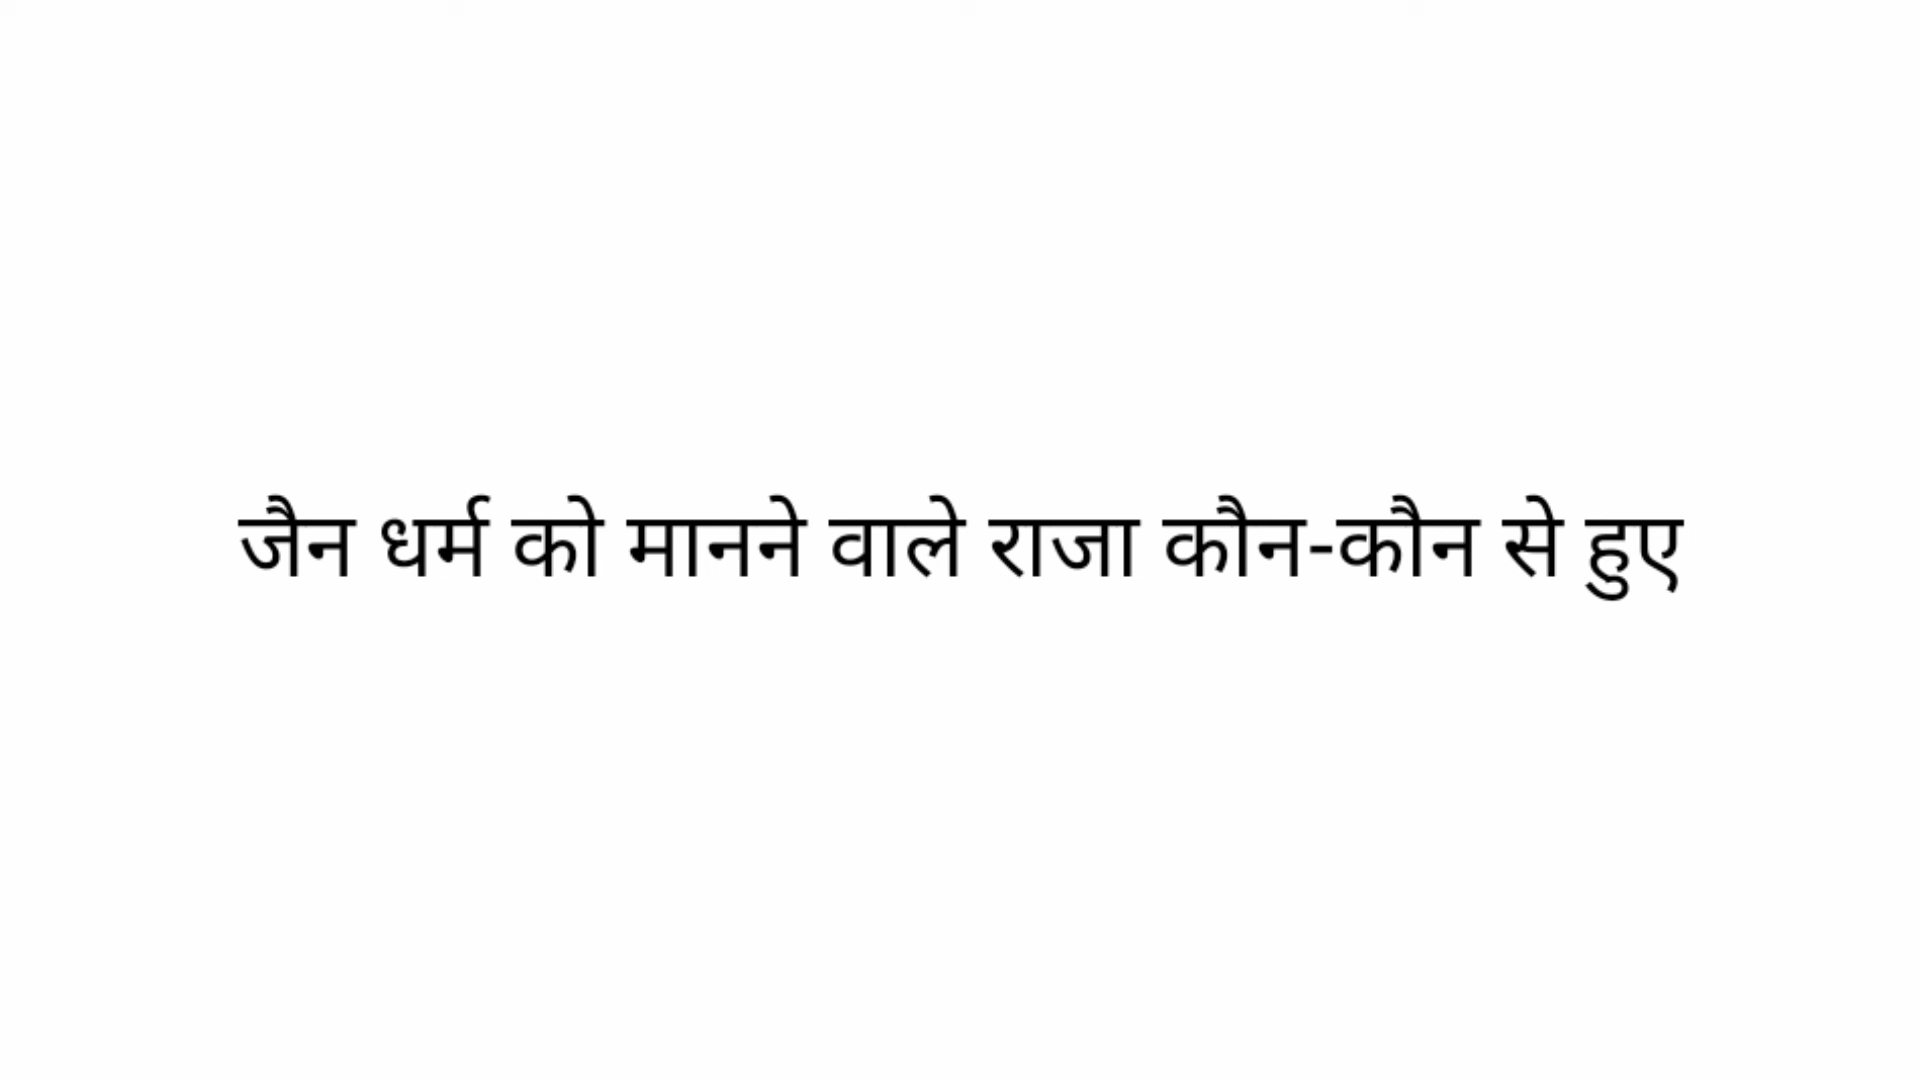 जैन धर्म को मानने वाले राजा कौन-कौन से हुए